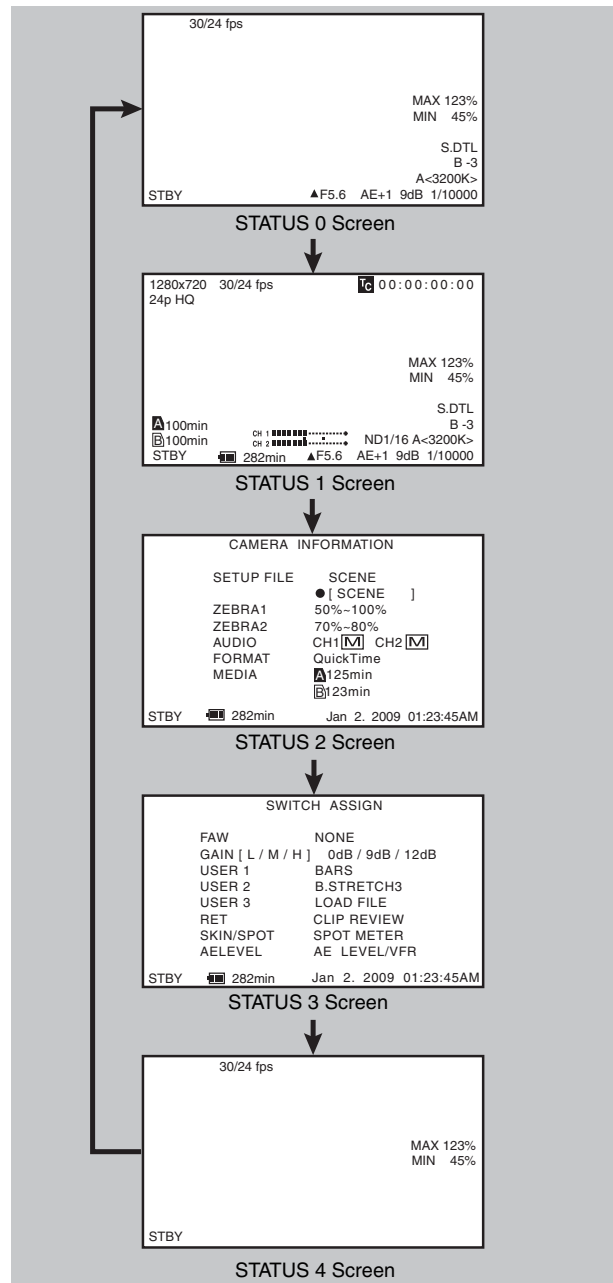 30/24 fps
MAX 123%
MIN 45%
S.DTL
B -3
A<3200K>
STBY ▲F5.6 AE+1 9dB 1/10000
STATUS 0 Screen
1280x720 30/24 fps TC 00:00:00:00
24p HQ
MAX 123%
MIN 45%
S.DTL
A100min B -3
B100min CH 1 CH 2 ND1/16 A<3200K>
STBY 282min ▲F5.6 AE+1 9dB 1/10000
STATUS 1 Screen
CAMERA INFORMATION
SETUP FILE SCENE
●[ SCENE ]
ZEBRA1 50%~100%
ZEBRA2 70%~80%
AUDIO CH1 M CH2 M
FORMAT QuickTime
MEDIA A125min
B123min
STBY 282min Jan 2. 2009 01:23:45AM
STATUS 2 Screen
SWITCH ASSIGN
FAW NONE
GAIN [ L / M / H ] 0dB / 9dB / 12dB
USER 1 BARS
USER 2 B.STRETCH3
USER 3 LOAD FILE
RET CLIP REVIEW
SKIN/SPOT SPOT METER
AELEVEL AE LEVEL/VFR
STBY 282min Jan 2. 2009 01:23:45AM
STATUS 3 Screen
30/24 fps
MAX 123%
MIN 45%
STBY
STATUS 4 Screen